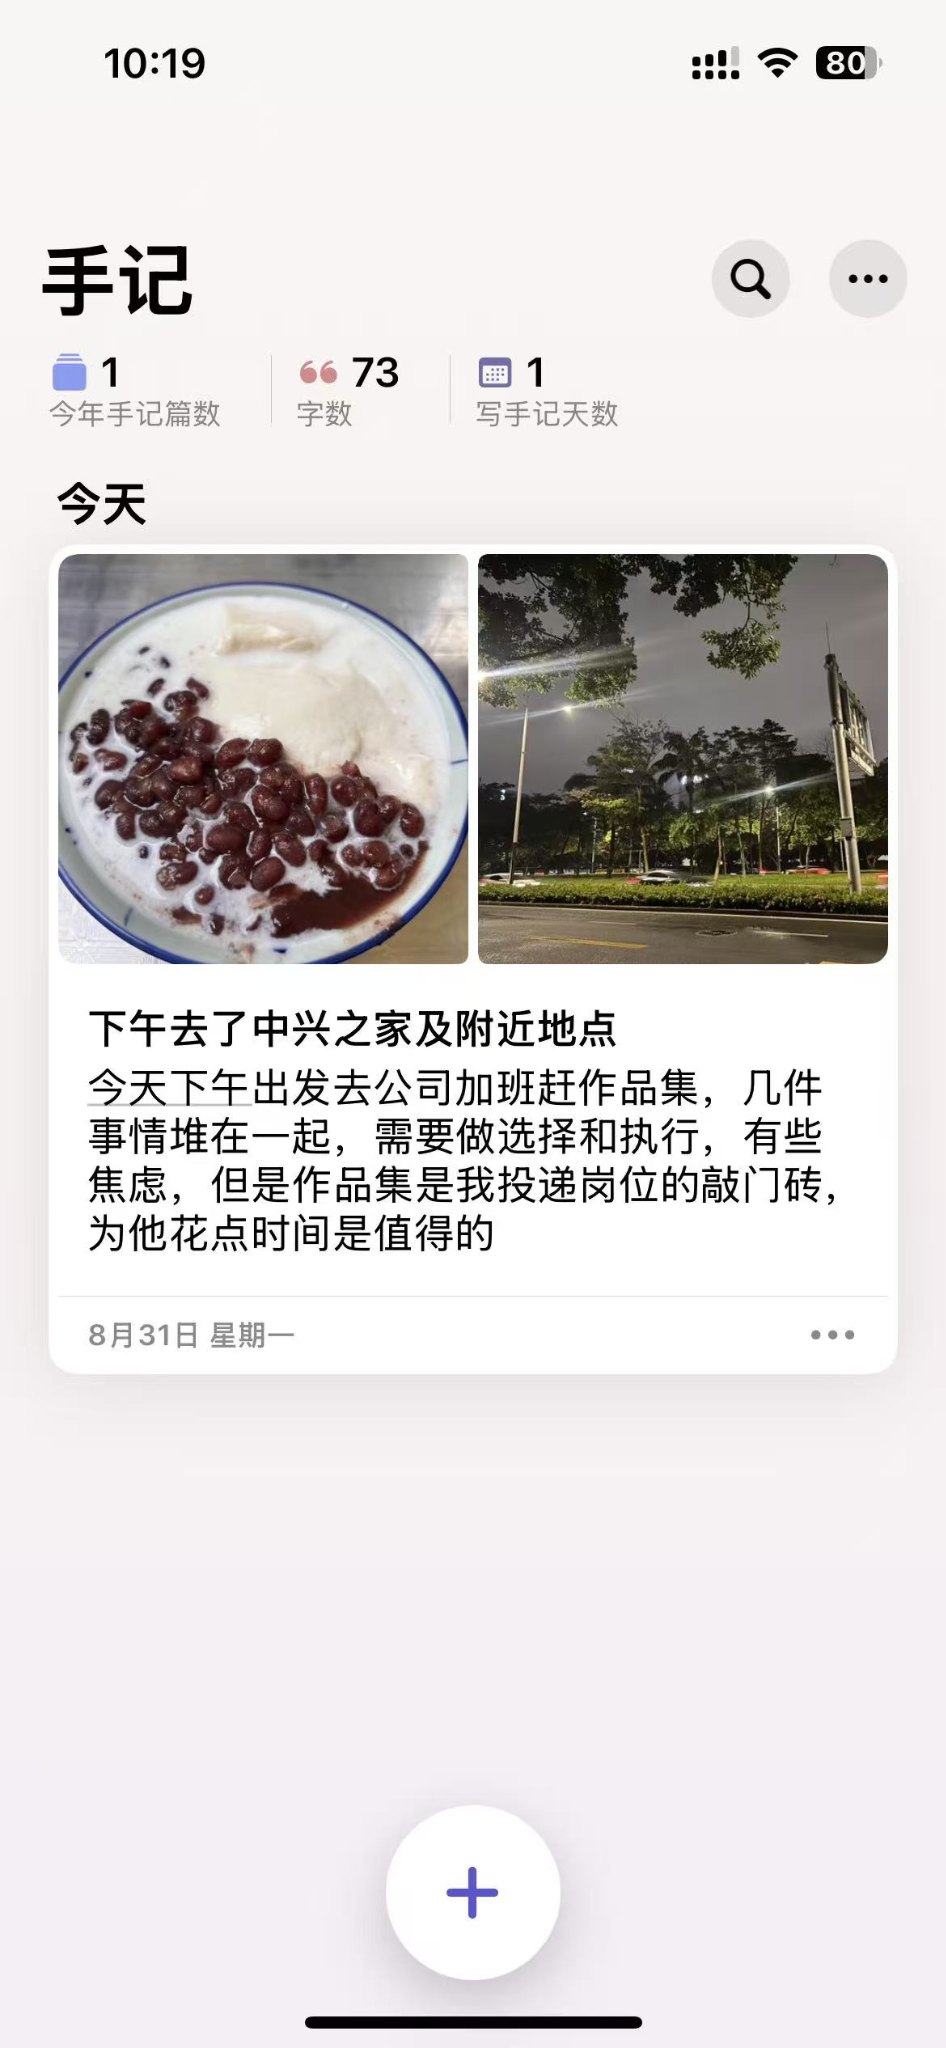 10:19
80
手记
1
73
1
今年手记篇数
字数
写手记天数
今天
下午去了中兴之家及附近地点
今天下午出发去公司加班赶作品集，几件
事情堆在一起，需要做选择和执行，有些
焦虑，但是作品集是我投递岗位的敲门砖，
为他花点时间是值得的
8月31日 星期一